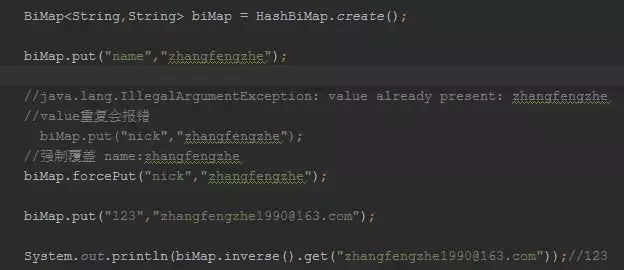 BiMap<String,String> biMap = HashBiMap.create();
biMap.put("name","zhangfengzhe");
//java.lang.IllegalArgumentException: value already present: zhangfengzhe
//value重复会报错
biMap.put("nick","zhangfengzhe");
//强制覆盖 name:zhangfengzhe
biMap.forcePut("nick","zhangfengzhe");
biMap.put("123","zhangfengzhe1990@163.com");
System.out.println(biMap.inverse().get("zhangfengzhe1990@163.com"));//123